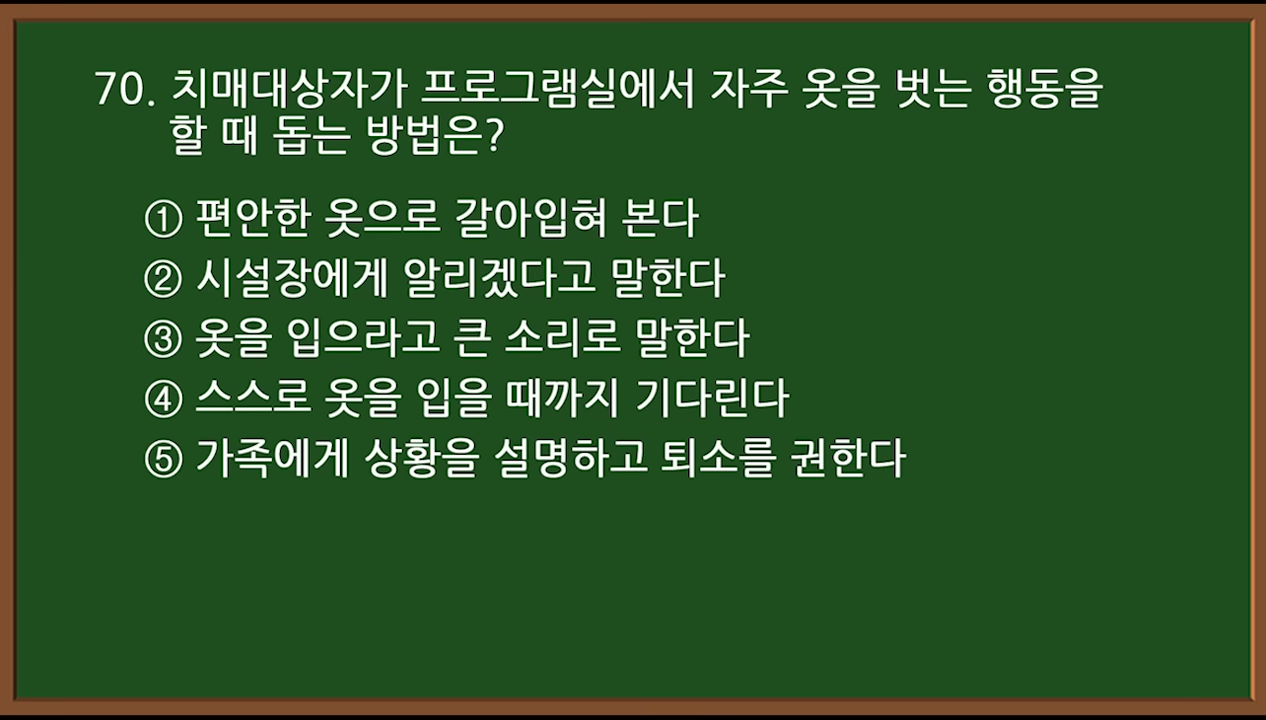 70. 치매대상자가 프로그램실에서 자주 옷을 벗는 행동을
할 때 돕는 방법은?
① 편안한 옷으로 갈아입혀 본다
② 시설장에게 알리겠다고 말한다
③ 옷을 입으라고 큰 소리로 말한다
④ 스스로 옷을 입을 때까지 기다린다
⑤ 가족에게 상황을 설명하고 퇴소를 권한다